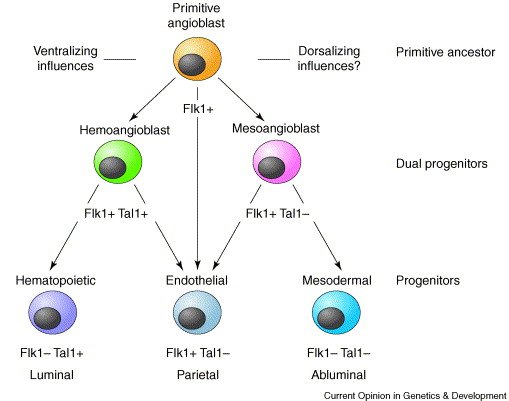 Primitive
angioblast
Ventralizing
influences
Dorsalizing
influences?
Primitive ancestor
Flk1+
Hemoangioblast
Mesoangioblast
Dual progenitors
Flk1+ Tal1+
Flk1+ Tal1–
Hematopoietic
Endothelial
Mesodermal
Progenitors
Flk1– Tal1+
Flk1+ Tal1–
Flk1– Tal1–
Luminal
Parietal
Abluminal
Current Opinion in Genetics & Development